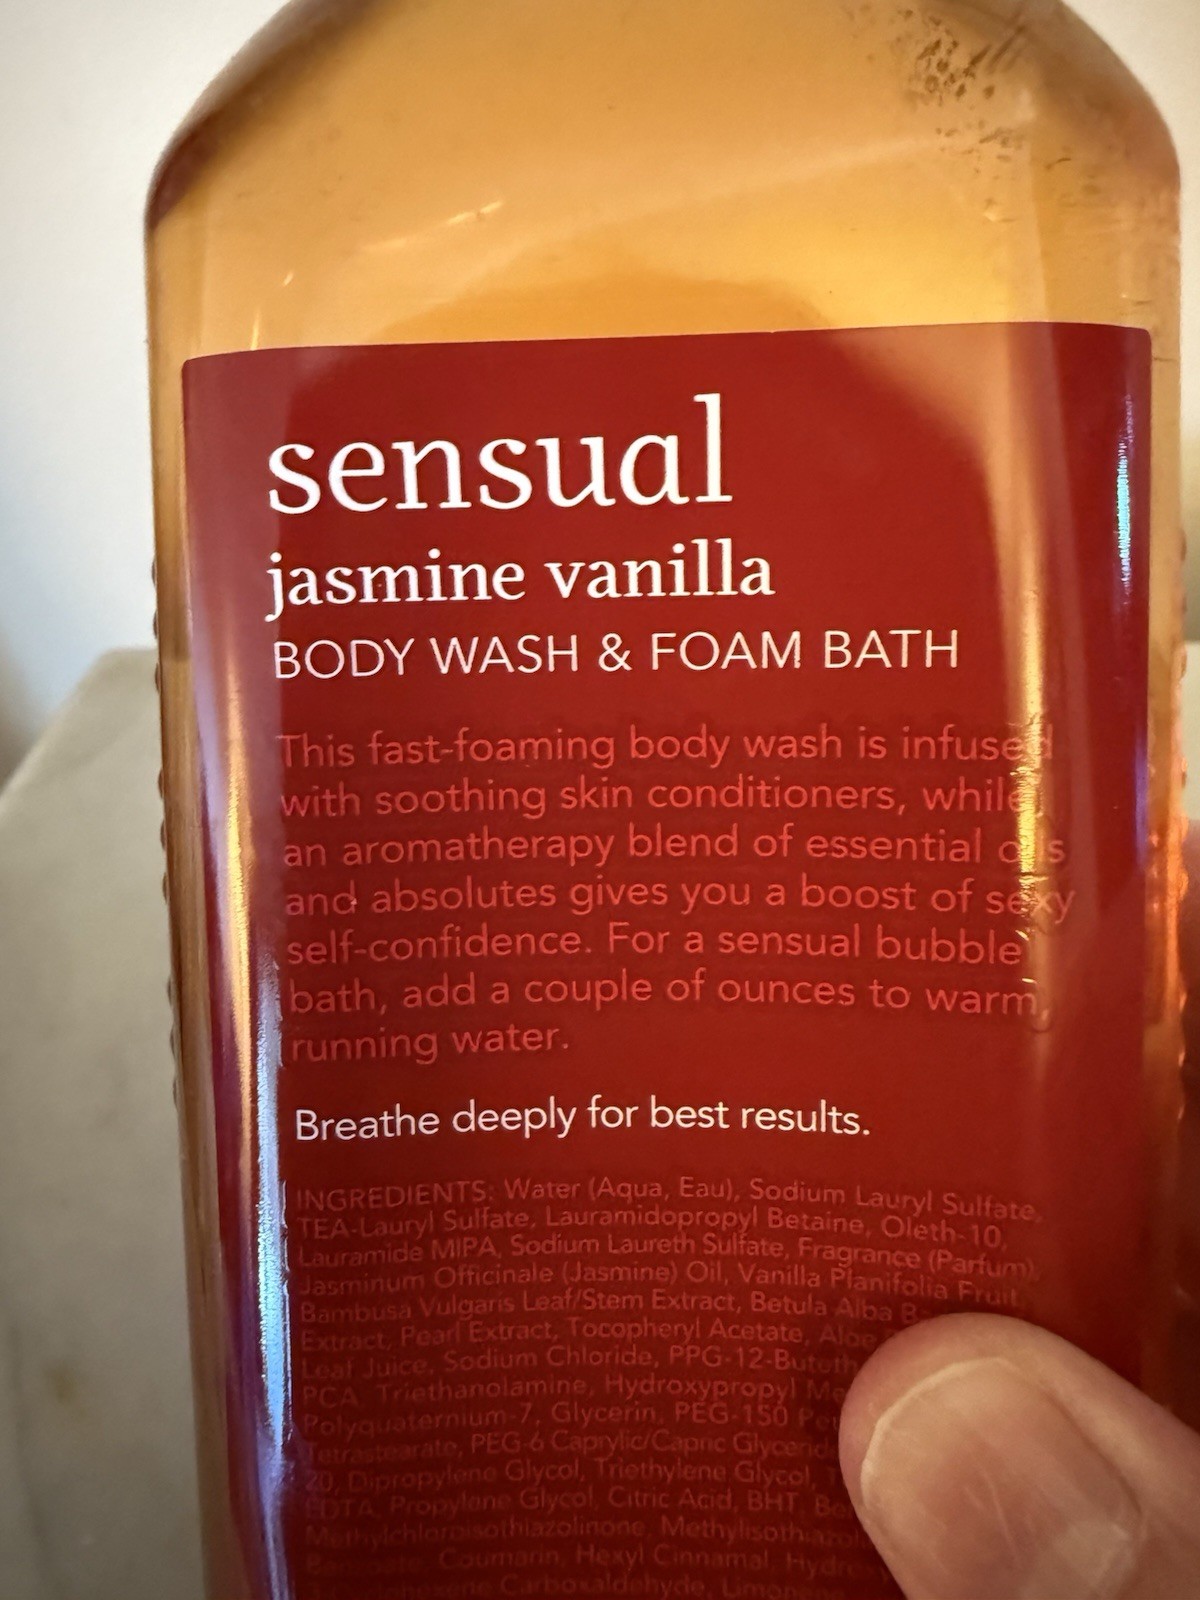 sensual
jasmine vanilla
BODY WASH & FOAM BATH
This fast-foaming body wash is infused
with soothing skin conditioners, while
an aromatherapy blend of essential oils
and absolutes gives you a boost of sexy
self-confidence. For a sensual bubble
bath, add a couple of ounces to warm,
running water.
Breathe deeply for best results.
INGREDIENTS: Water (Aqua, Eau), Sodium Lauryl Sulfate,
TEA-Lauryl Sulfate, Lauramidopropyl Betaine, Oleth-10,
Lauramide MIPA, Sodium Laureth Sulfate, Fragrance (Parfum),
Jasminum Officinale (Jasmine) Oil, Vanilla Planifolia Fruit
Bambusa Vulgaris Leaf/Stem Extract, Betula Alba
Extract, Pearl Extract, Tocopheryl Acetate, Aloe
Leaf Juice, Sodium Chloride,
PCA, Triethanolamine, Hydroxypropyl
Polyquaternium-7, Glycerin, PEG-150
Tetrastearate, PEG-6 Caprylic/Capric
20, Dipropylene Glycol, Triethylene Glycol,
EDTA, Propylene Glycol, Citric Acid, BHT,
Methylchloroisothiazolinone,
Coumarin, Hexyl Cinnamal,
Carboxaldehyde,